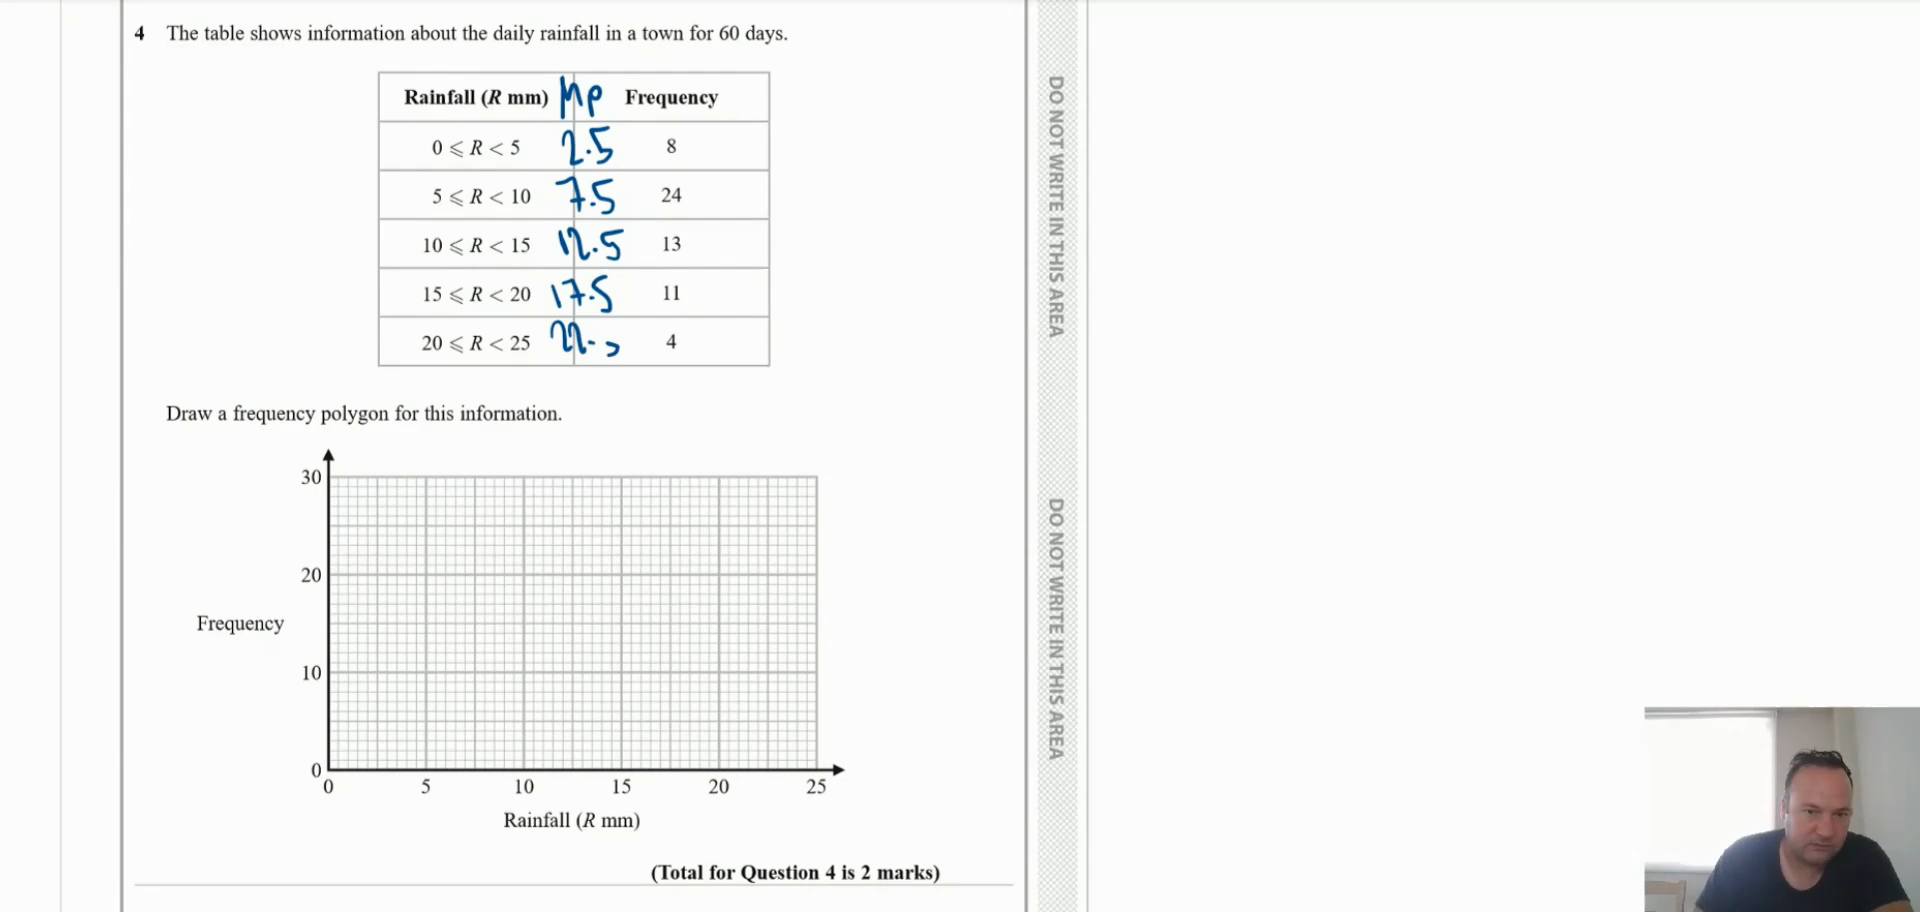 4 The table shows information about the daily rainfall in a town for 60 days.
Rainfall (R mm) MP Frequency
0 ⩽ R < 5 2.5 8
5 ⩽ R < 10 7.5 24
10 ⩽ R < 15 12.5 13
15 ⩽ R < 20 17.5 11
20 ⩽ R < 25 4
Draw a frequency polygon for this information.
30
20
Frequency
10
0
0 5 10 15 20 25
Rainfall (R mm)
(Total for Question 4 is 2 marks)
DO NOT WRITE IN THIS AREA
DO NOT WRITE IN THIS AREA